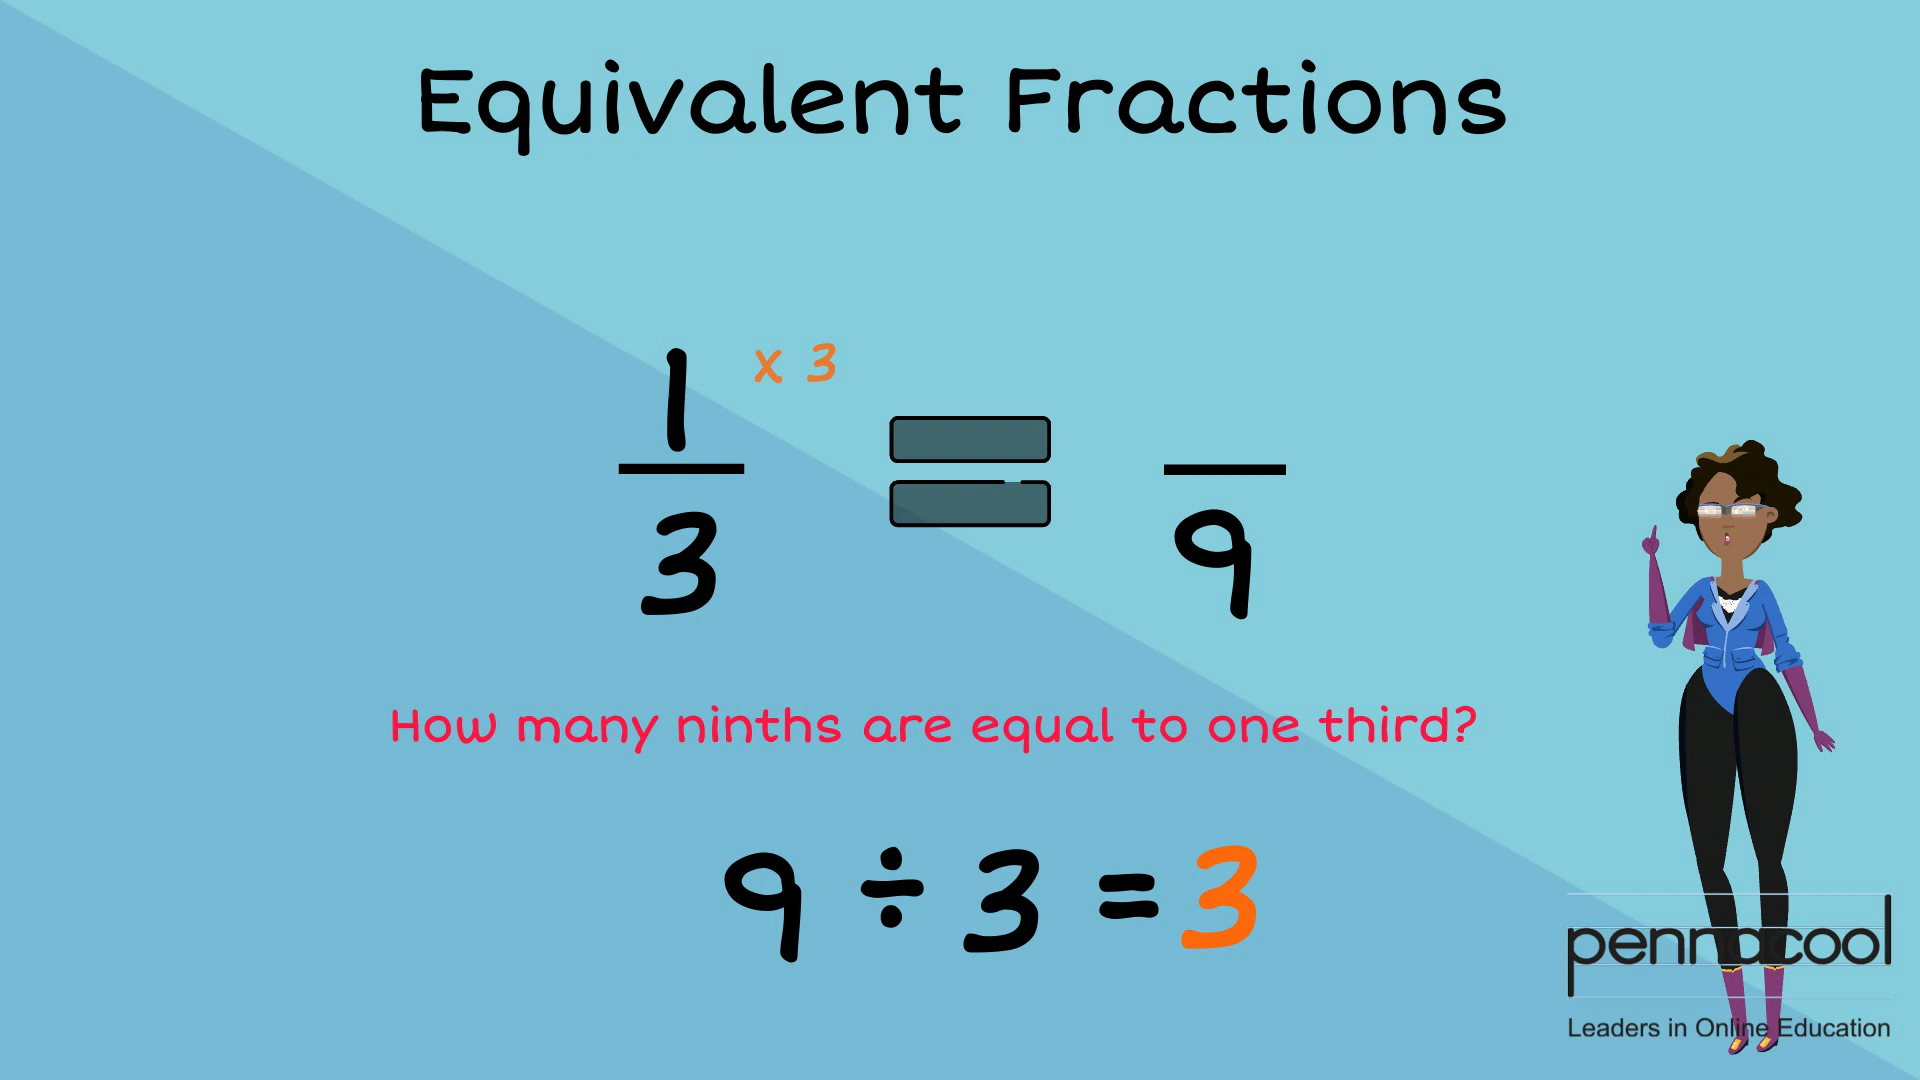 Equivalent Fractions
1 x 3
3
9
How many ninths are equal to one third?
9 ÷ 3 = 3
pennacool
Leaders in Online Education